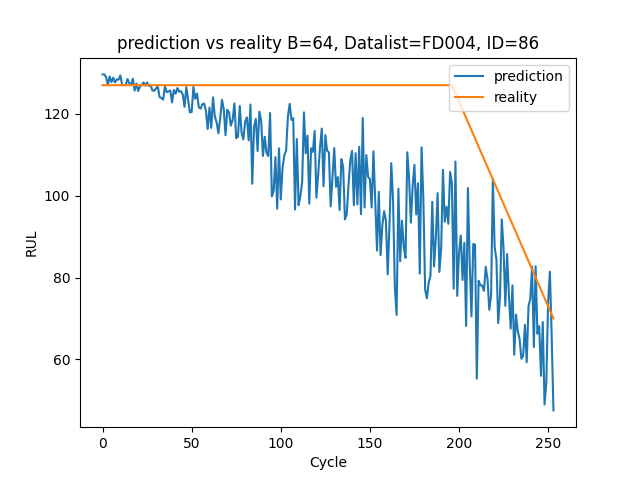 prediction vs reality B=64, Datalist=FD004, ID=86
prediction
reality
RUL
120
100
80
60
0
50
100
150
200
250
Cycle